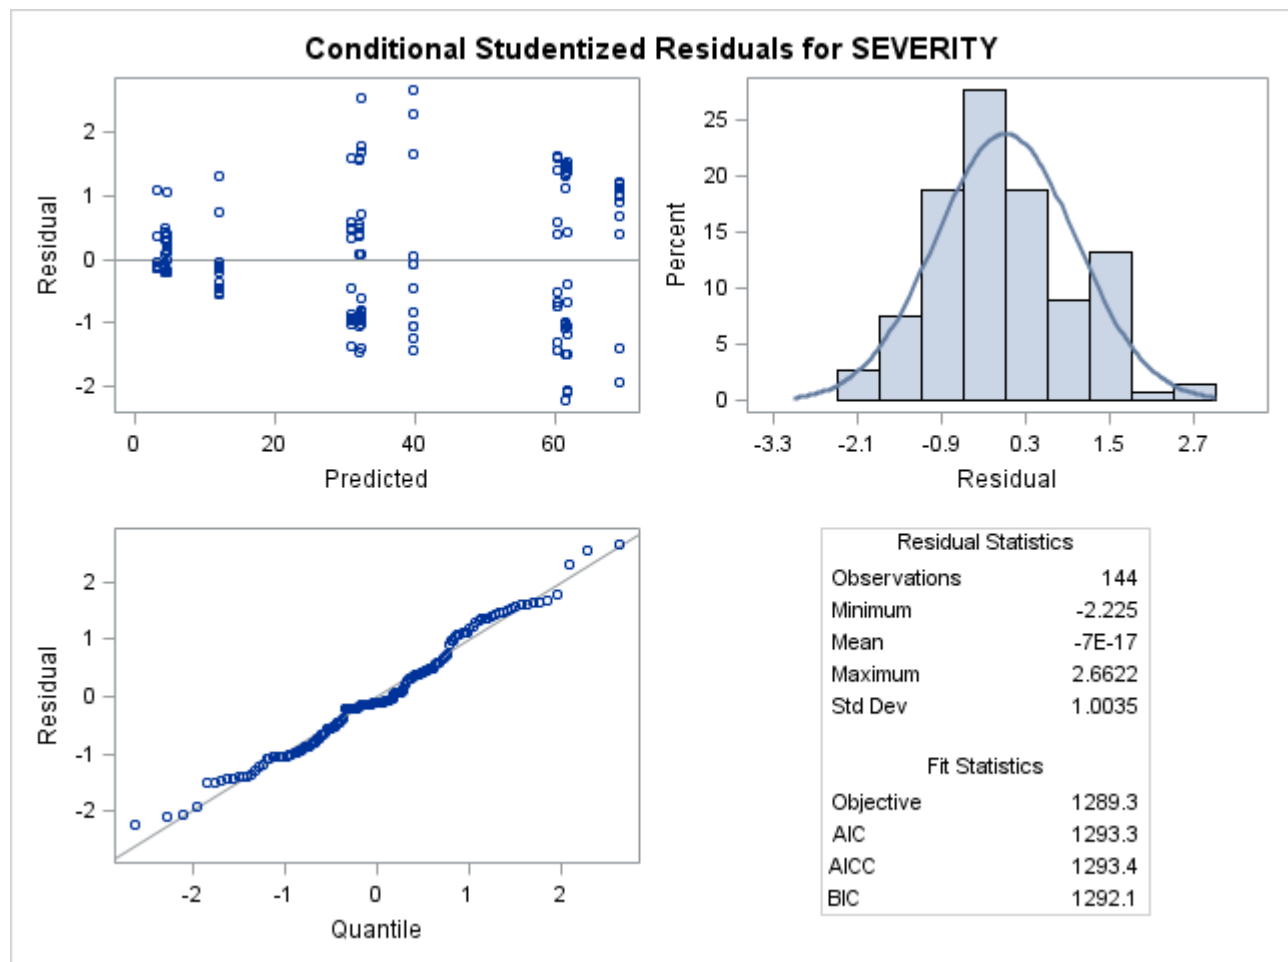 Conditional Studentized Residuals for SEVERITY
2
1
0
-1
-2
Residual
0
20
40
60
Predicted
25
20
15
10
5
0
Percent
-3.3
-2.1
-0.9
0.3
1.5
2.7
Residual
2
1
0
-1
-2
Residual
-2
-1
0
1
2
Quantile
Residual Statistics
Observations 144
Minimum -2.225
Mean -7E-17
Maximum 2.6622
Std Dev 1.0035
Fit Statistics
Objective 1289.3
AIC 1293.3
AICC 1293.4
BIC 1292.1